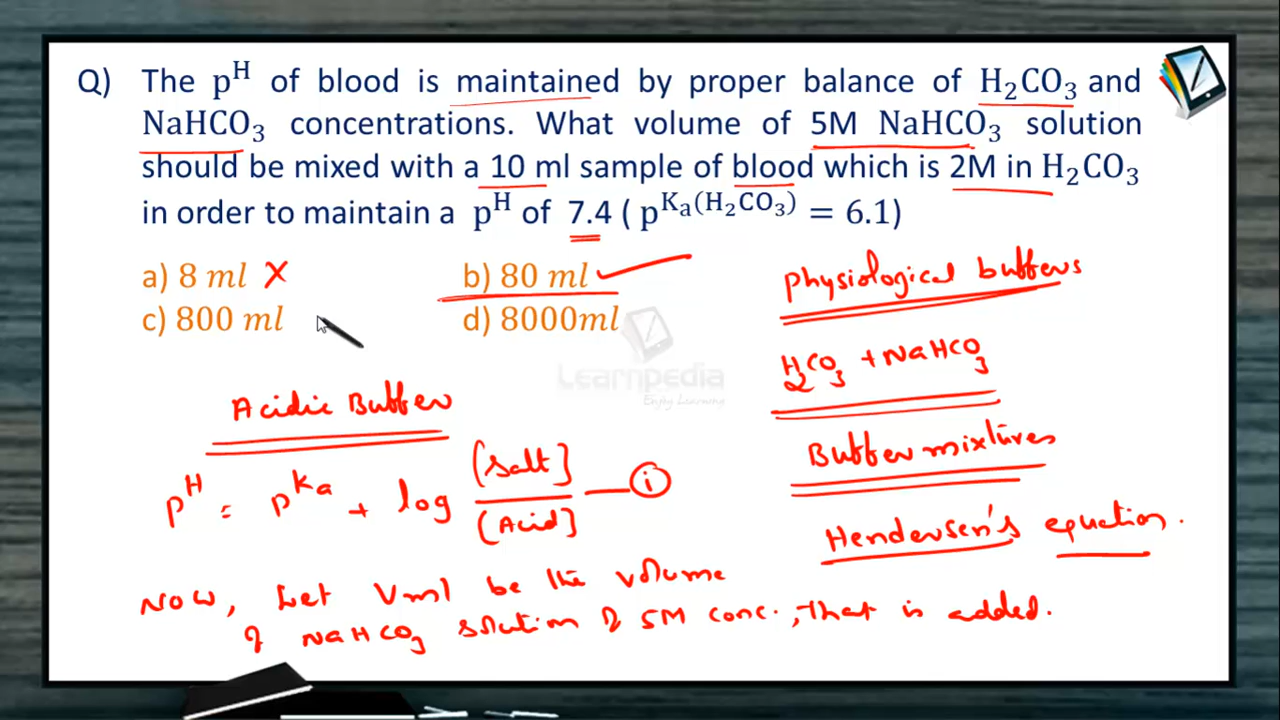 Q) The pᴴ of blood is maintained by proper balance of H₂CO₃ and
NaHCO₃ concentrations. What volume of 5M NaHCO₃ solution
should be mixed with a 10 ml sample of blood which is 2M in H₂CO₃
in order to maintain a pᴴ of 7.4 ( p^Ka(H₂CO₃) = 6.1)
a) 8 ml X
b) 80 ml ✓
c) 800 ml
d) 8000ml
Physiological buffers
H₂CO₃ + NaHCO₃
Learnpedia
Enjoy Learning
Acidic Buffer
Buffer mixtures
pᴴ = p^Ka + log [Salt]/[Acid] — (i)
Hendersen's equation.
Now, Let V ml be the volume
of NaHCO₃ solution of 5M conc., that is added.